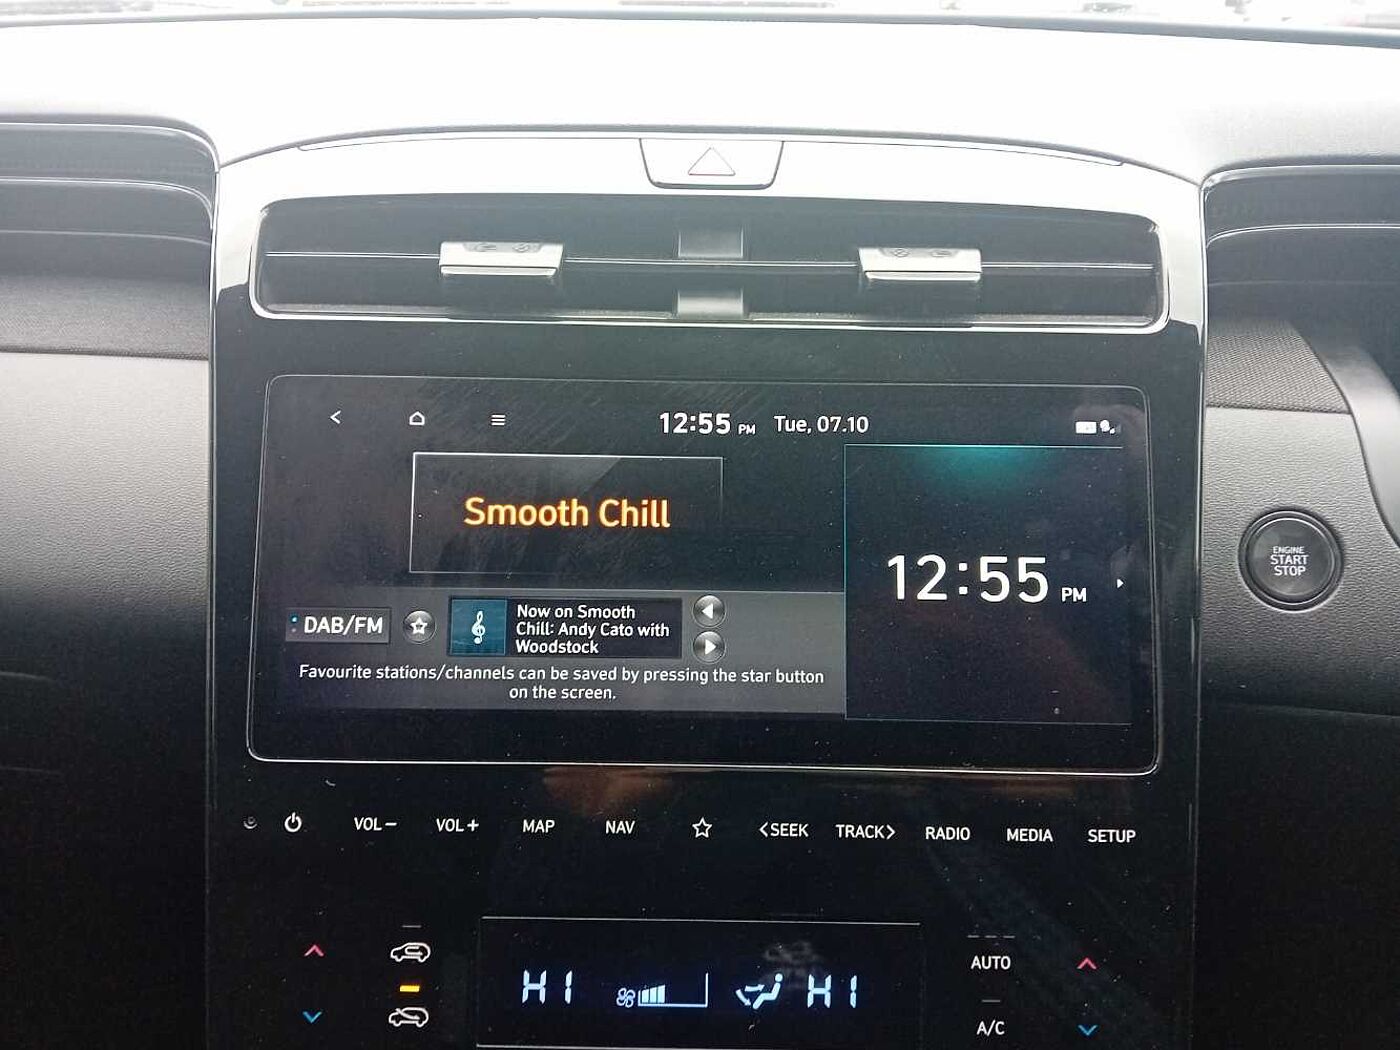 12:55 PM Tue, 07.10
Smooth Chill
12:55 PM
DAB/FM
Now on Smooth
Chill: Andy Cato with
Woodstock
Favourite stations/channels can be saved by pressing the star button
on the screen.
ENGINE
START
STOP
VOL− VOL+ MAP NAV <SEEK TRACK> RADIO MEDIA SETUP
HI HI
AUTO
A/C